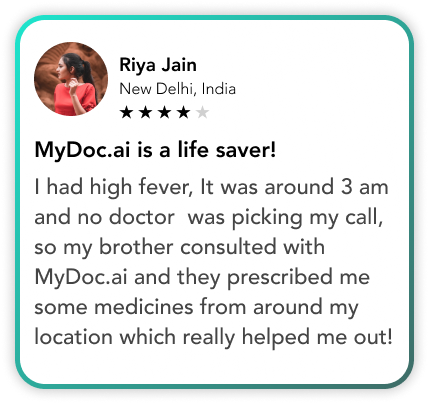 Riya Jain
New Delhi, India
MyDoc.ai is a life saver!
I had high fever, It was around 3 am
and no doctor  was picking my call,
so my brother consulted with
MyDoc.ai and they prescribed me
some medicines from around my
location which really helped me out!